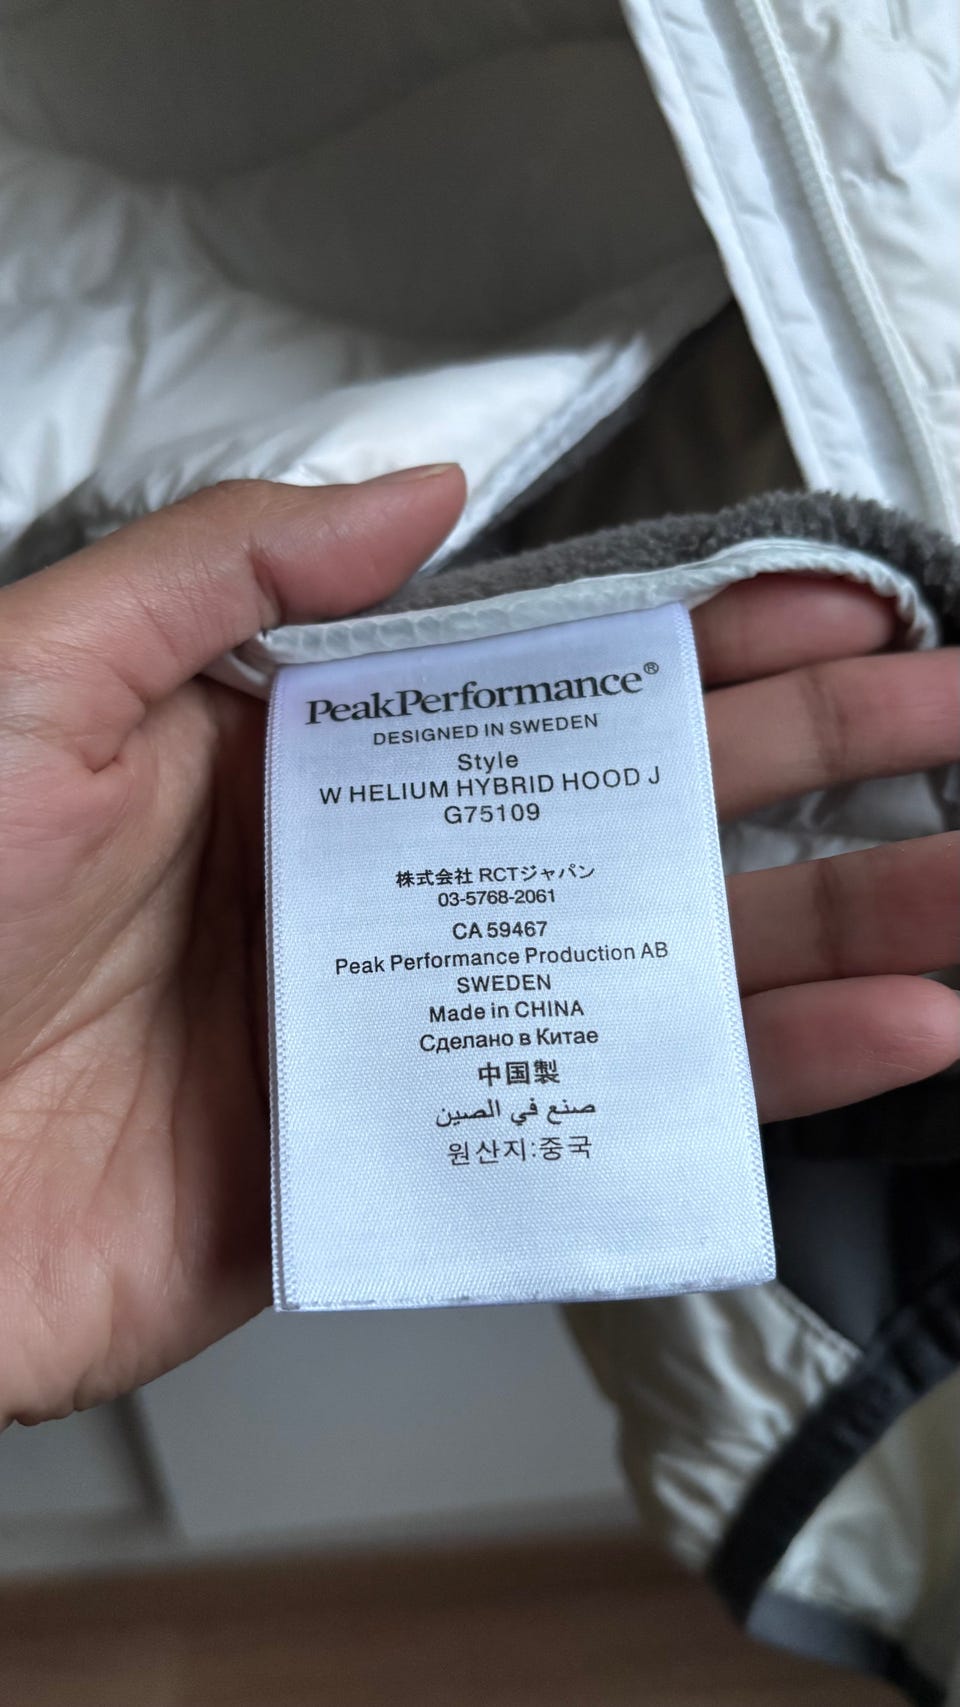 PeakPerformance®
DESIGNED IN SWEDEN
Style
W HELIUM HYBRID HOOD J
G75109
株式会社 RCTジャパン
03-5768-2061
CA 59467
Peak Performance Production AB
SWEDEN
Made in CHINA
Сделано в Китае
中国製
صنع في الصين
원산지:중국